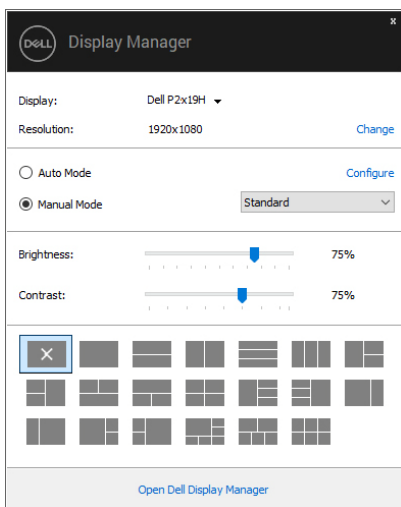 x
DELL Display Manager
Display: Dell P2x19H
Resolution: 1920x1080 Change
Auto Mode Configure
Manual Mode Standard
Brightness: 75%
Contrast: 75%
Open Dell Display Manager